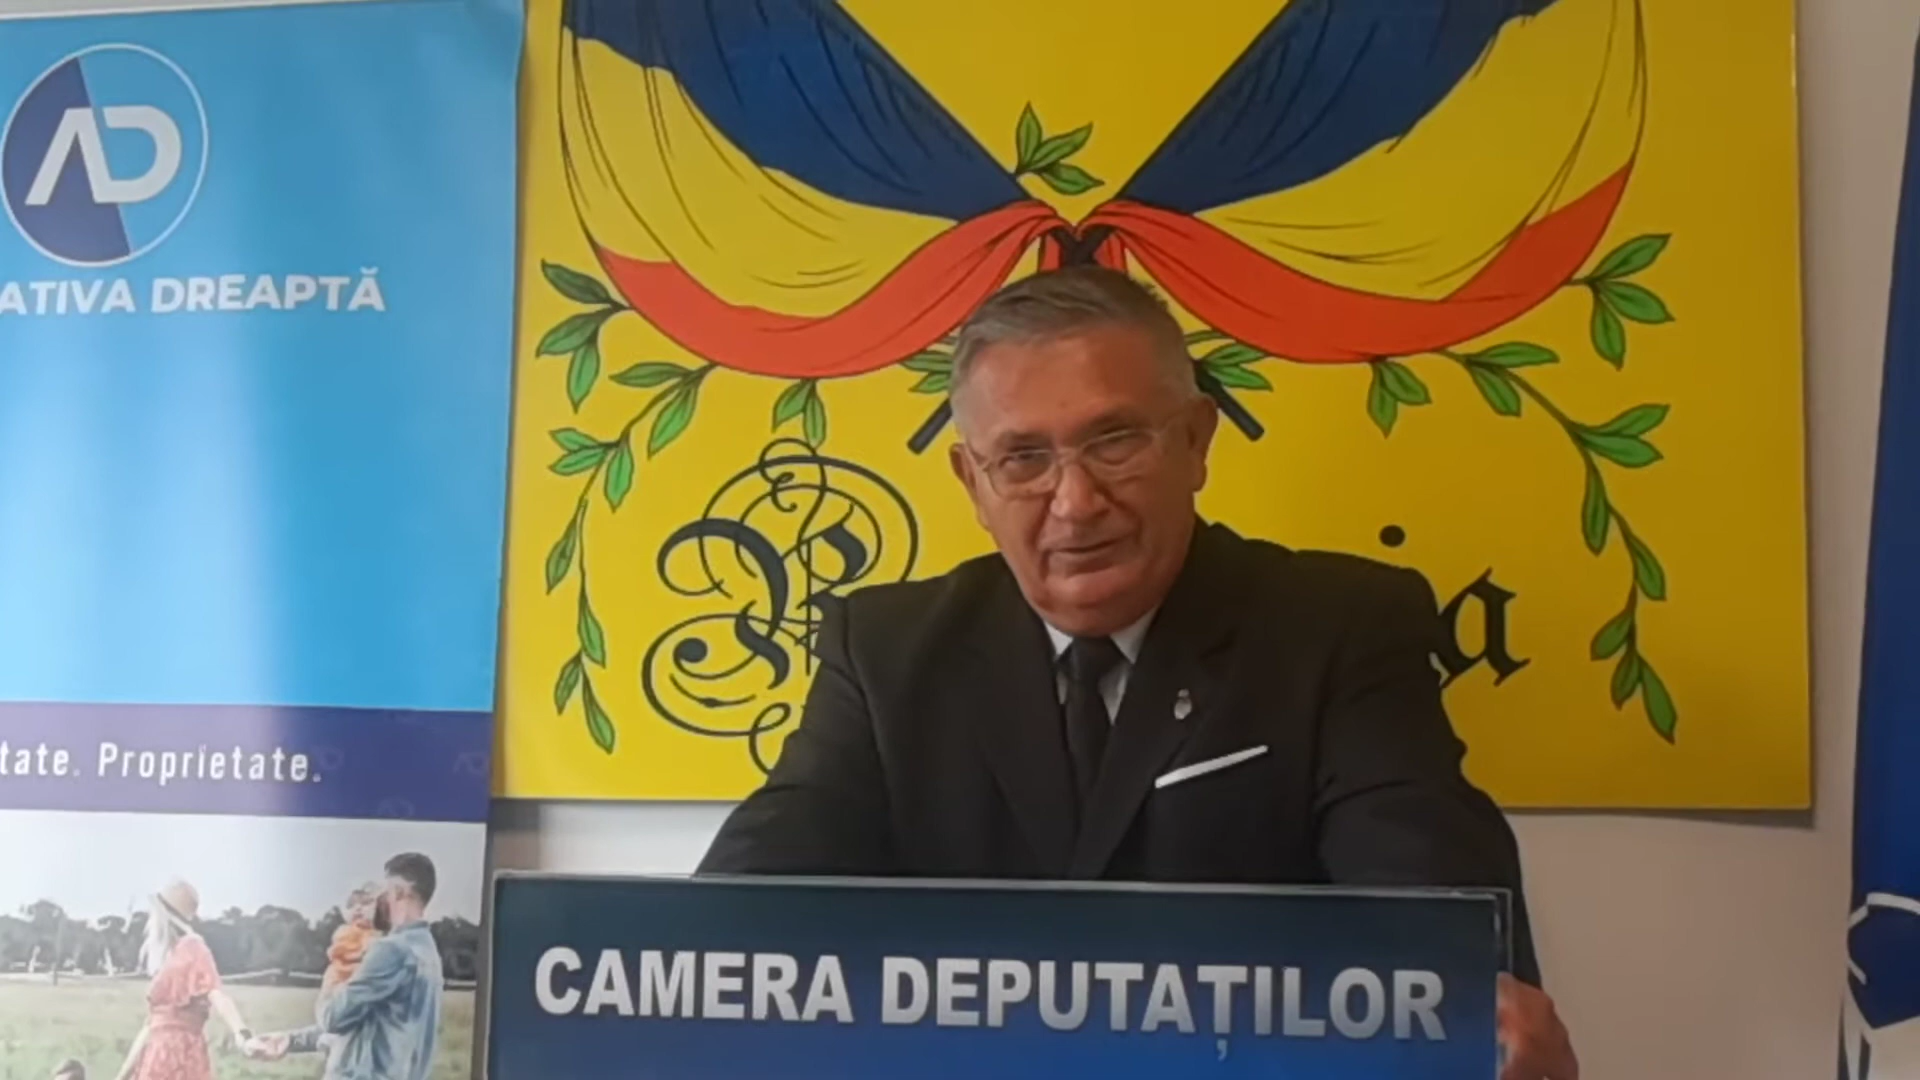 AD
ATIVA DREAPTĂ
tate. Proprietate.
CAMERA DEPUTAȚILOR